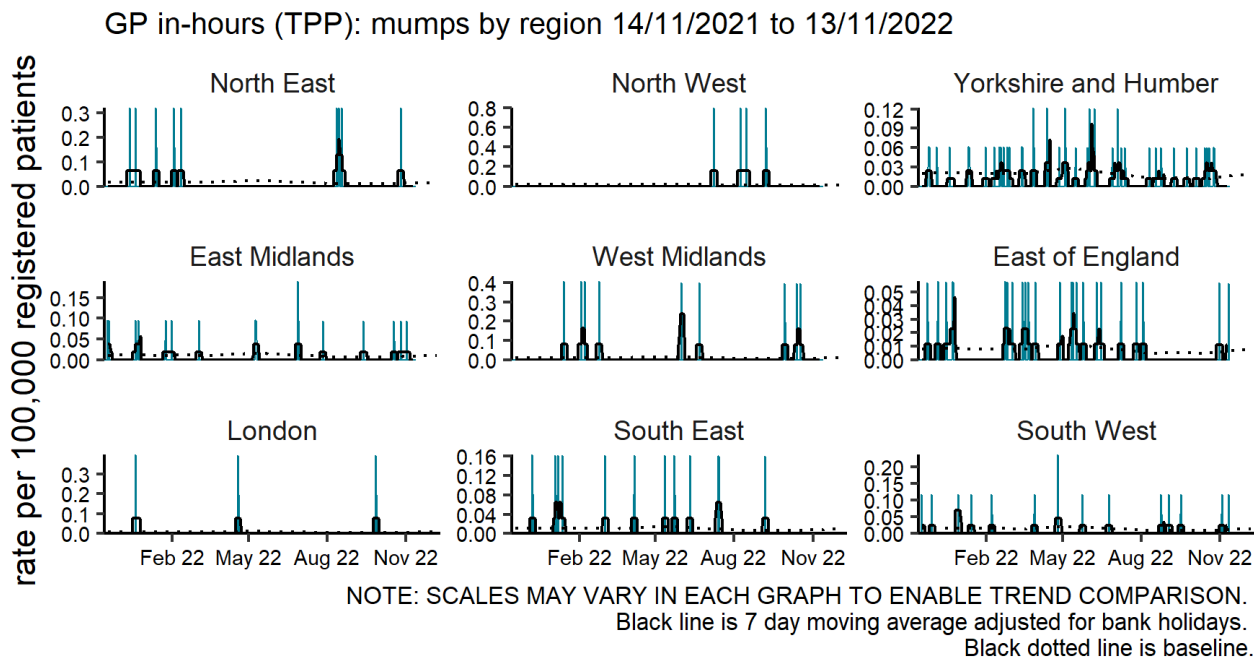 GP in-hours (TPP): mumps by region 14/11/2021 to 13/11/2022
rate per 100,000 registered patients
North East
0.3
0.2
0.1
0.0
North West
0.8
0.6
0.4
0.2
0.0
Yorkshire and Humber
0.12
0.09
0.06
0.03
0.00
East Midlands
0.15
0.10
0.05
0.00
West Midlands
0.4
0.3
0.2
0.1
0.0
East of England
0.05
0.04
0.03
0.02
0.01
0.00
London
0.3
0.2
0.1
0.0
South East
0.16
0.12
0.08
0.04
0.00
South West
0.20
0.15
0.10
0.05
0.00
Feb 22 May 22 Aug 22 Nov 22 Feb 22 May 22 Aug 22 Nov 22 Feb 22 May 22 Aug 22 Nov 22
NOTE: SCALES MAY VARY IN EACH GRAPH TO ENABLE TREND COMPARISON.
Black line is 7 day moving average adjusted for bank holidays.
Black dotted line is baseline.